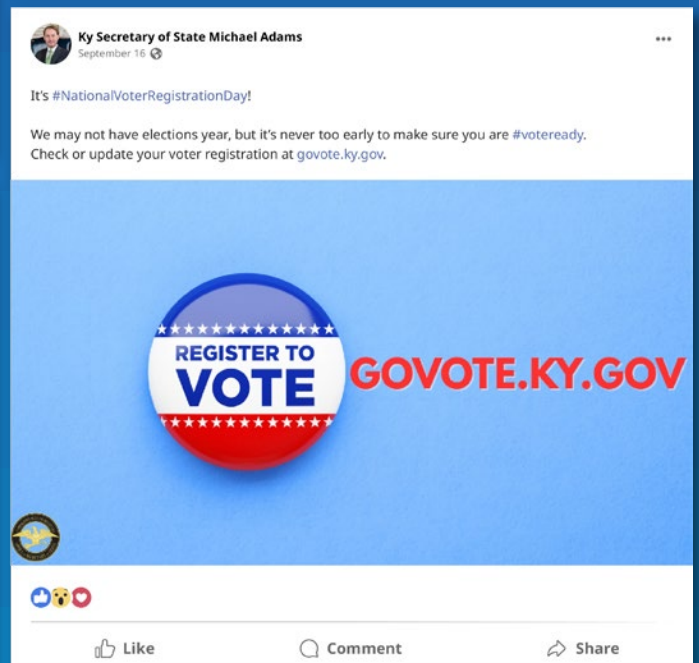 Ky Secretary of State Michael Adams
September 16
It's #NationalVoterRegistrationDay!
We may not have elections year, but it's never too early to make sure you are #voteready.
Check or update your voter registration at govote.ky.gov.
REGISTER TO
VOTE
GOVOTE.KY.GOV
Like
Comment
Share